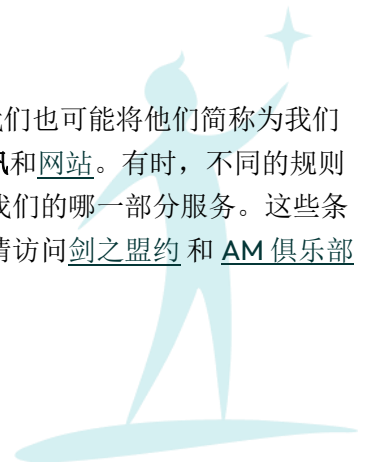 们也可能将他们简称为我们
和网站。有时，不同的规则
我们的哪一部分服务。这些条
请访问剑之盟约 和 AM 俱乐部